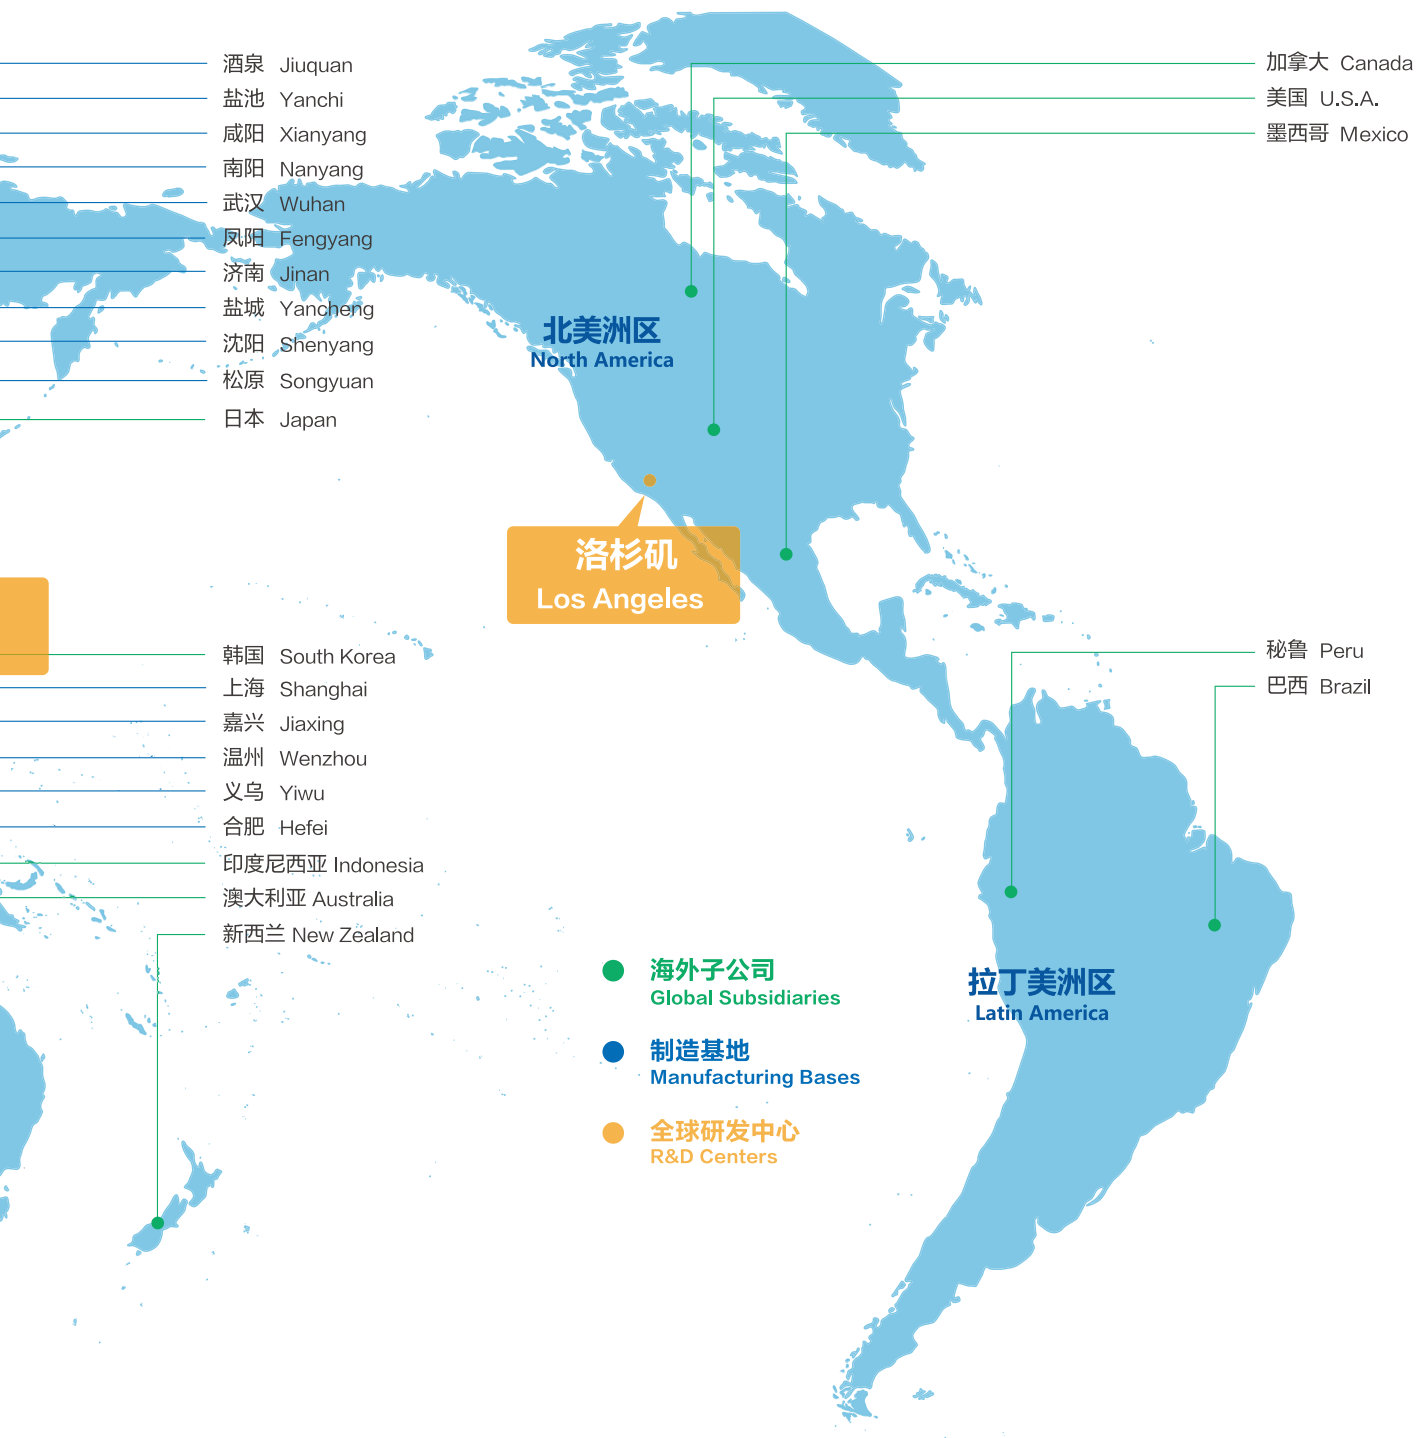 酒泉 Jiuquan
盐池 Yanchi
咸阳 Xianyang
南阳 Nanyang
武汉 Wuhan
凤阳 Fengyang
济南 Jinan
盐城 Yancheng
沈阳 Shenyang
松原 Songyuan
日本 Japan
加拿大 Canada
美国 U.S.A.
墨西哥 Mexico
北美洲区
North America
洛杉矶
Los Angeles
韩国 South Korea
上海 Shanghai
嘉兴 Jiaxing
温州 Wenzhou
义乌 Yiwu
合肥 Hefei
印度尼西亚 Indonesia
澳大利亚 Australia
新西兰 New Zealand
秘鲁 Peru
巴西 Brazil
拉丁美洲区
Latin America
海外子公司
Global Subsidiaries
制造基地
Manufacturing Bases
全球研发中心
R&D Centers